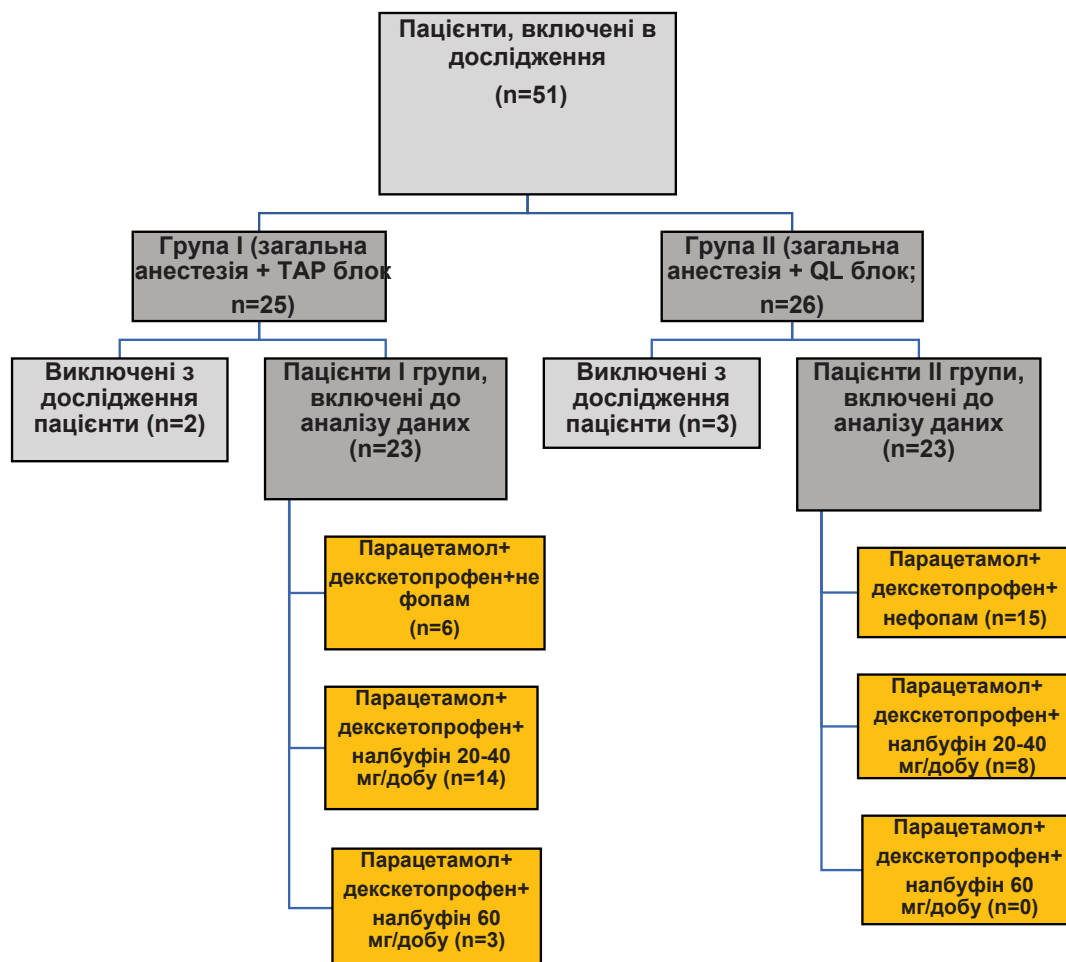 Пацієнти, включені в
дослідження
(n=51)
Група I (загальна
анестезія + TAP блок
n=25)
Група II (загальна
анестезія + QL блок;
n=26)
Виключені з
дослідження
пацієнти (n=2)
Пацієнти I групи,
включені до
аналізу даних
(n=23)
Виключені з
дослідження
пацієнти (n=3)
Пацієнти II групи,
включені до
аналізу даних
(n=23)
Парацетамол+
декскетопрофен+не
фопам
(n=6)
Парацетамол+
декскетопрофен+
налбуфін 20-40
мг/добу (n=14)
Парацетамол+
декскетопрофен+
налбуфін 60
мг/добу (n=3)
Парацетамол+
декскетопрофен+
нефопам (n=15)
Парацетамол+
декскетопрофен+
налбуфін 20-40
мг/добу (n=8)
Парацетамол+
декскетопрофен+
налбуфін 60
мг/добу (n=0)